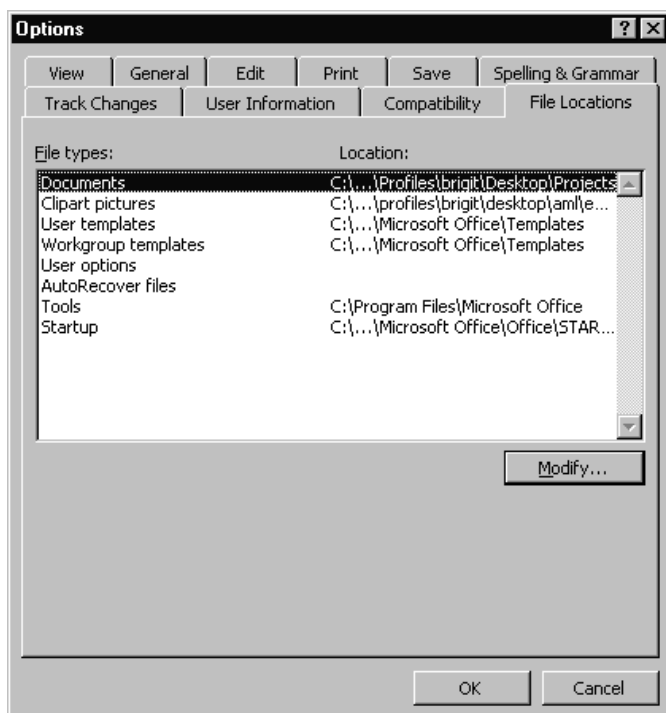 Options
View General Edit Print Save Spelling & Grammar
Track Changes User Information Compatibility File Locations
File types: Location:
Documents C:\...\Profiles\brigit\Desktop\Projects
Clipart pictures C:\...\profiles\brigit\desktop\aml\e...
User templates C:\...\Microsoft Office\Templates
Workgroup templates C:\...\Microsoft Office\Templates
User options
AutoRecover files
Tools C:\Program Files\Microsoft Office
Startup C:\...\Microsoft Office\Office\STAR...
Modify...
OK Cancel